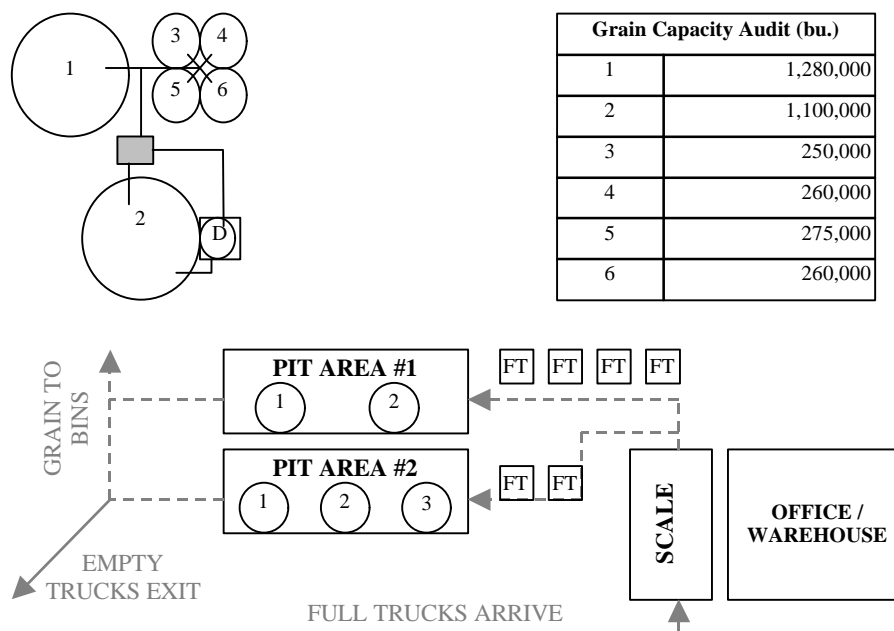 1
3
4
5
6
2
D
Grain Capacity Audit (bu.)
1 1,280,000
2 1,100,000
3 250,000
4 260,000
5 275,000
6 260,000
GRAIN TO
BINS
PIT AREA #1
1 2
FT FT FT FT
PIT AREA #2
1 2 3
FT FT
SCALE
OFFICE /
WAREHOUSE
EMPTY
TRUCKS EXIT
FULL TRUCKS ARRIVE